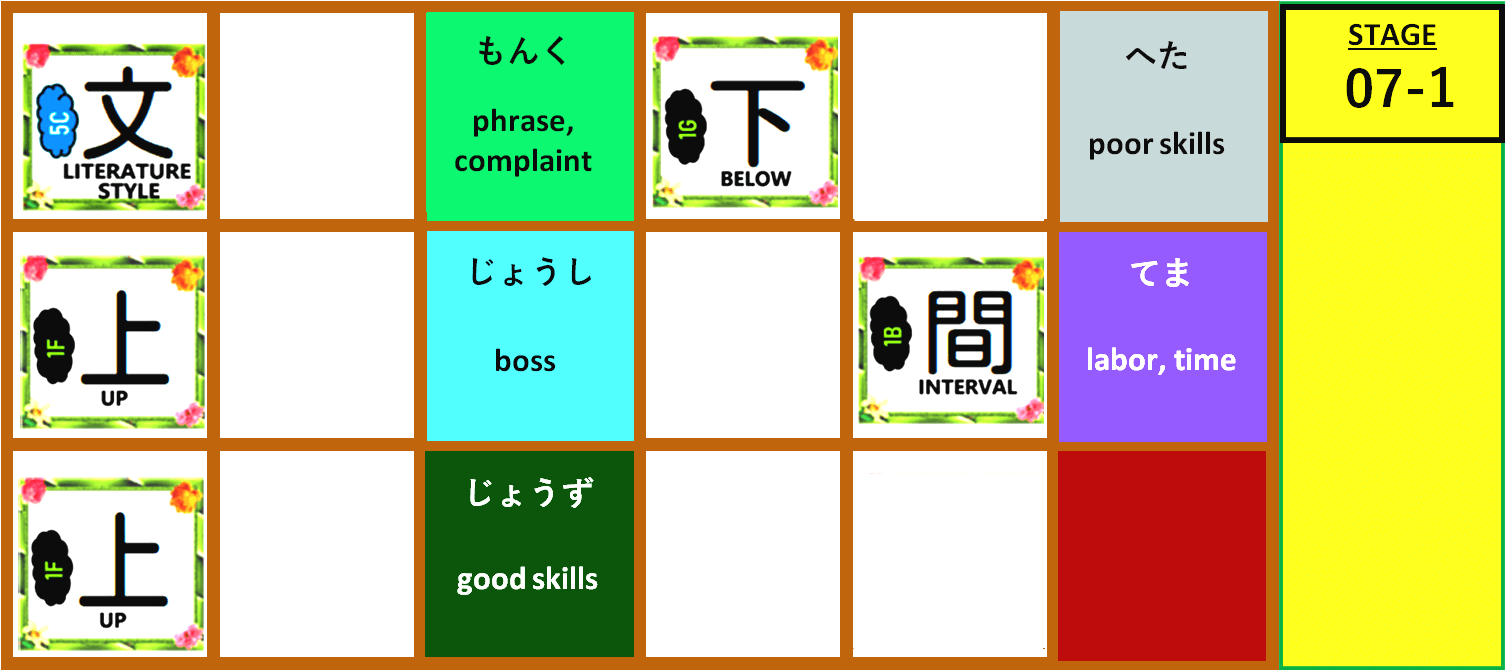 5C
文
LITERATURE
STYLE
もんく
phrase,
complaint
1G
下
BELOW
へた
poor skills
STAGE
07-1
1F
上
UP
じょうし
boss
1B
間
INTERVAL
てま
labor, time
1F
上
UP
じょうず
good skills